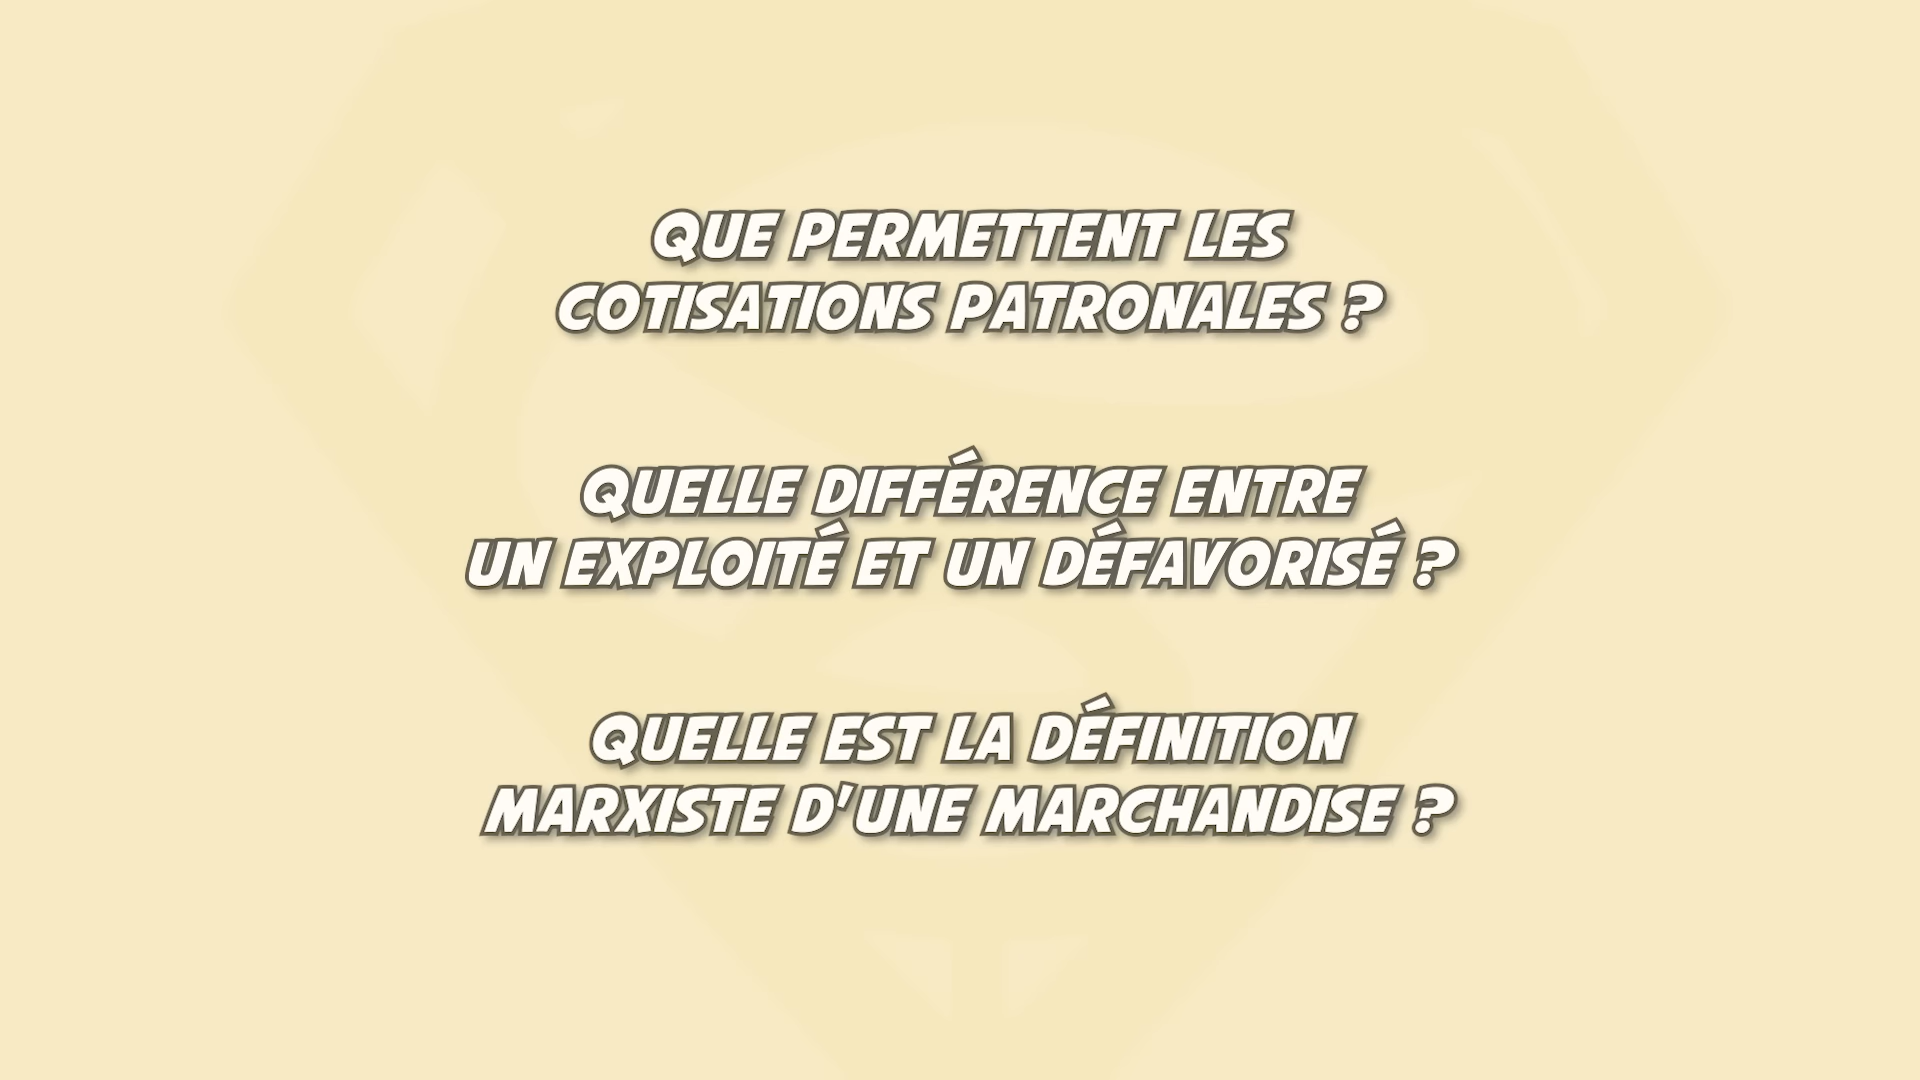 QUE PERMETTENT LES
COTISATIONS PATRONALES ?
QUELLE DIFFÉRENCE ENTRE
UN EXPLOITÉ ET UN DÉFAVORISÉ ?
QUELLE EST LA DÉFINITION
MARXISTE D'UNE MARCHANDISE ?